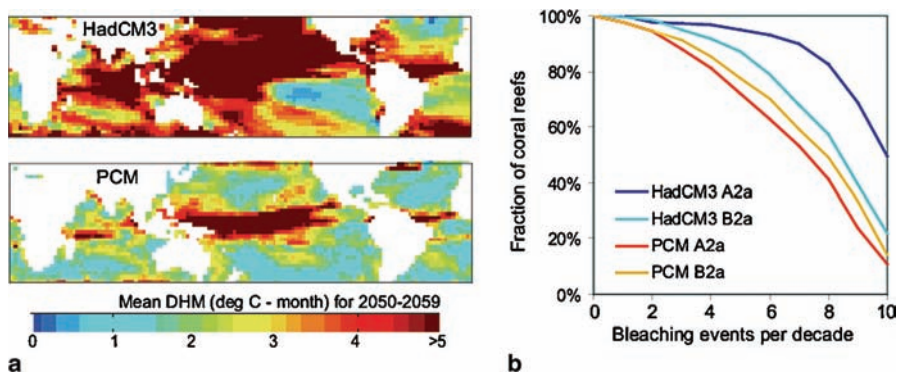 HadCM3
PCM
Mean DHM (deg C - month) for 2050-2059
0 1 2 3 4 >5
a
Fraction of coral reefs
100%
80%
60%
40%
20%
0%
HadCM3 A2a
HadCM3 B2a
PCM A2a
PCM B2a
0 2 4 6 8 10
Bleaching events per decade
b